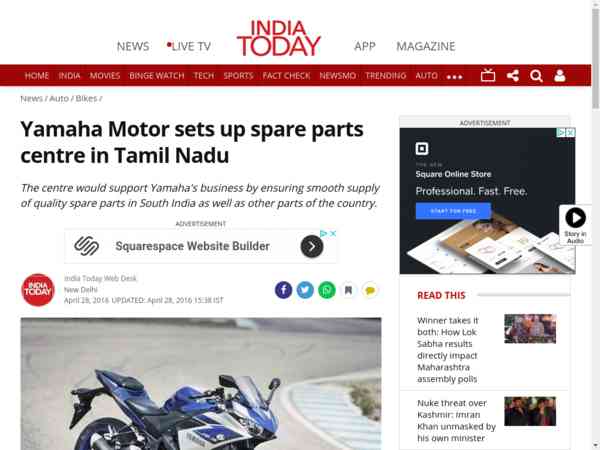 INDIA
TODAY
NEWS
LIVE TV
APP
MAGAZINE
HOME INDIA MOVIES BINGE WATCH TECH SPORTS FACT CHECK NEWSMO TRENDING AUTO
News / Auto / Bikes /
Yamaha Motor sets up spare parts
centre in Tamil Nadu
The centre would support Yamaha's business by ensuring smooth supply
of quality spare parts in South India as well as other parts of the country.
ADVERTISEMENT
Squarespace Website Builder
INDIA
TODAY
India Today Web Desk
New Delhi
April 28, 2016 UPDATED: April 28, 2016 15:38 IST
YAMAHA
ADVERTISEMENT
THE NEW
Square Online Store
Professional. Fast. Free.
START FOR FREE
Story in
Audio
READ THIS
Winner takes it
both: How Lok
Sabha results
directly impact
Maharashtra
assembly polls
Nuke threat over
Kashmir: Imran
Khan unmasked by
his own minister